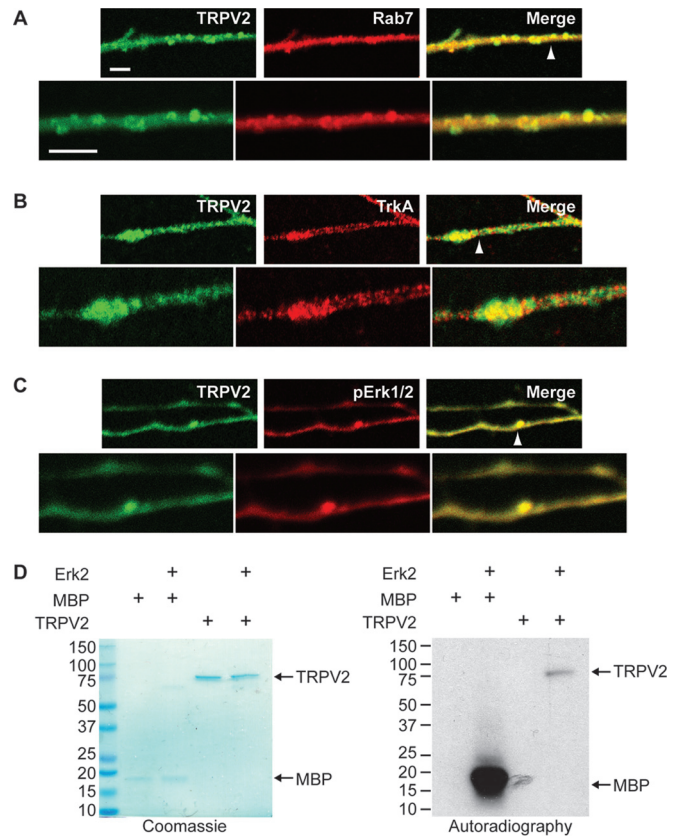 A
TRPV2 Rab7 Merge
B
TRPV2 TrkA Merge
C
TRPV2 pErk1/2 Merge
D
Erk2 + +
MBP + +
TRPV2 + +
150
100
75
50
37
25
20
15
10
TRPV2
MBP
Coomassie
Erk2 + +
MBP + +
TRPV2 + +
150
100
75
50
37
25
20
15
10
TRPV2
MBP
Autoradiography